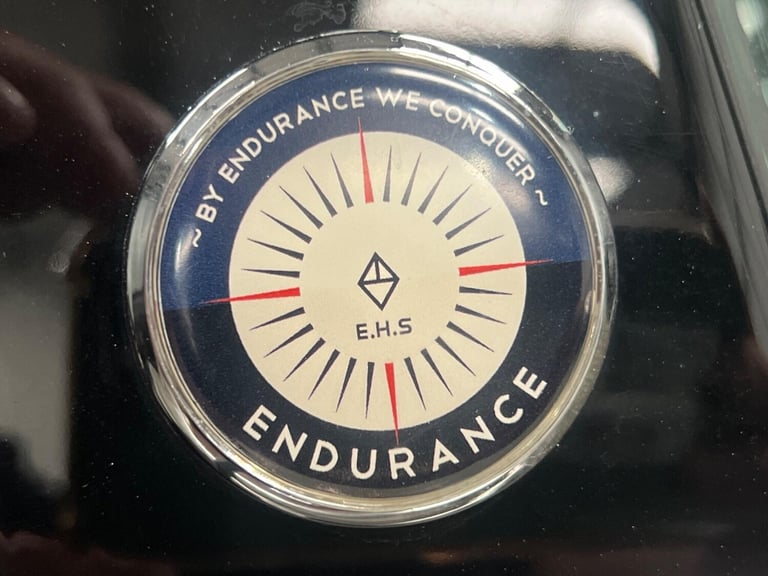 ~ BY ENDURANCE WE CONQUER ~
E.H.S
ENDURANCE